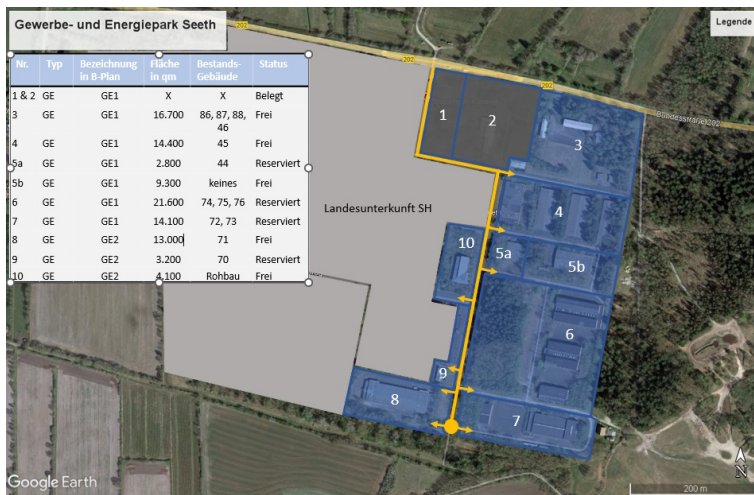 Gewerbe- und Energiepark Seeth
Legende
Nr. Typ Bezeichnung in B-Plan Fläche in qm Bestands-Gebäude Status
1 & 2 GE GE1 X X Belegt
3 GE GE1 16.700 86, 87, 88, 46 Frei
4 GE GE1 14.400 45 Frei
5a GE GE1 2.800 44 Reserviert
5b GE GE1 9.300 keines Frei
6 GE GE1 21.600 74, 75, 76 Reserviert
7 GE GE1 14.100 72, 73 Reserviert
8 GE GE2 13.000 71 Frei
9 GE GE2 3.200 70 Reserviert
10 GE GE2 4.100 Rohbau Frei
202
202
202
Bundesstraße 202
1
2
3
4
Landesunterkunft SH
10
5a
5b
6
9
8
7
Google Earth
N
200 m